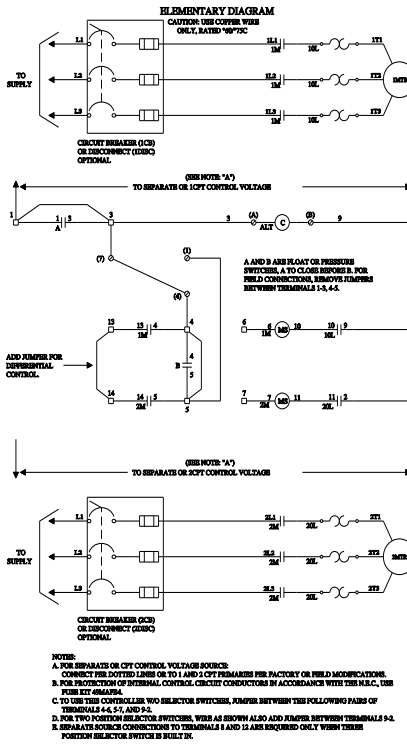 ELEMENTARY DIAGRAM
CAUTION: USE COPPER WIRE
ONLY, RATED "60/"75C
L1
1L1
1M
10L
1T1
TO
SUPPLY
L2
1L2
1M
10L
1T2
1MTR
L3
1L3
1M
10L
1T3
CIRCUIT BREAKER (1CB)
OR DISCONNECT (1DISC)
OPTIONAL
(SEE NOTE: "A")
TO SEPARATE OR 1CPT CONTROL VOLTAGE
1
1 3
A
3
3
(A)
ALT
C
(B)
9
(7)
(1)
A AND B ARE FLOAT OR PRESSURE
SWITCHES, A TO CLOSE BEFORE B. FOR
FIELD CONNECTIONS, REMOVE JUMPERS
BETWEEN TERMINALS 1-3, 4-5.
(4)
13
13 4
1M
4
6
6
1M
MS
10
10 9
10L
ADD JUMPER FOR
DIFFERENTIAL
CONTROL.
4
B
5
14
14 5
2M
5
7
7
2M
MS
11
11 2
20L
(SEE NOTE: "A")
TO SEPARATE OR 2CPT CONTROL VOLTAGE
L1
2L1
2M
20L
2T1
TO
SUPPLY
L2
2L2
2M
20L
2T2
2MTR
L3
2L3
2M
20L
2T3
CIRCUIT BREAKER (2CB)
OR DISCONNECT (2DISC)
OPTIONAL
NOTES:
A. FOR SEPARATE OR CPT CONTROL VOLTAGE SOURCE:
CONNECT PER DOTTED LINES OR TO 1 AND 2 CPT PRIMARIES PER FACTORY OR FIELD MODIFICATIONS.
B. FOR PROTECTION OF INTERNAL CONTROL CIRCUIT CONDUCTORS IN ACCORDANCE WITH THE N.E.C., USE
FUSE KIT 49MAFB4.
C. TO USE THIS CONTROLLER W/O SELECTOR SWITCHES, JUMPER BETWEEN THE FOLLOWING PAIRS OF
TERMINALS 4-6, 5-7, AND 9-2.
D. FOR TWO POSITION SELECTOR SWITCHES, WIRE AS SHOWN ALSO ADD JUMPER BETWEEN TERMINALS 9-2.
E. SEPARATE SOURCE CONNECTIONS TO TERMINALS 8 AND 12 ARE REQUIRED ONLY WHEN THREE
POSITION SELECTOR SWITCH IS BUILT IN.